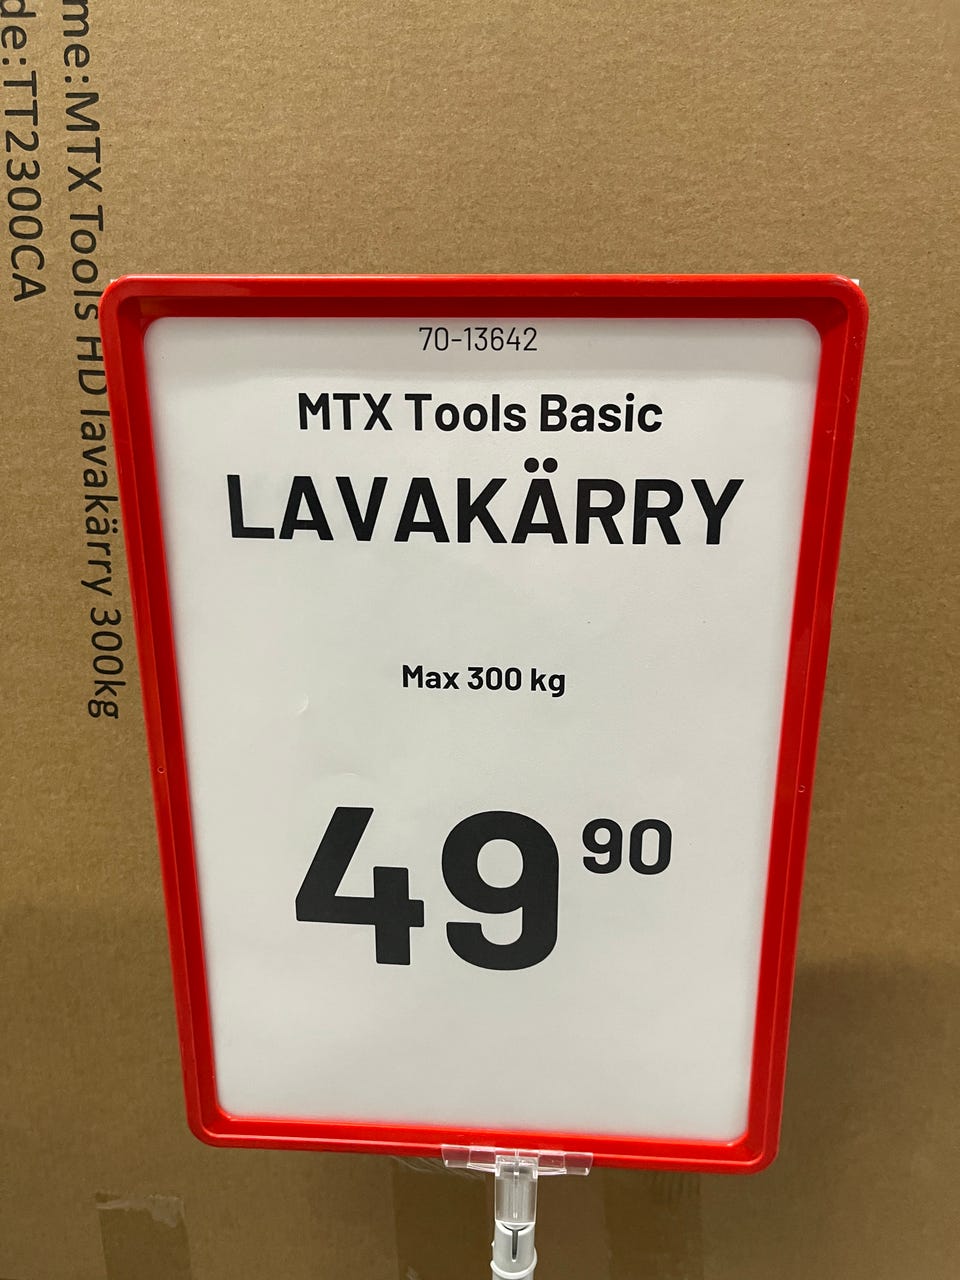 me:MTX Tools HD lavakärry 300kg
de:TT2300CA
70-13642
MTX Tools Basic
LAVAKÄRRY
Max 300 kg
49 90